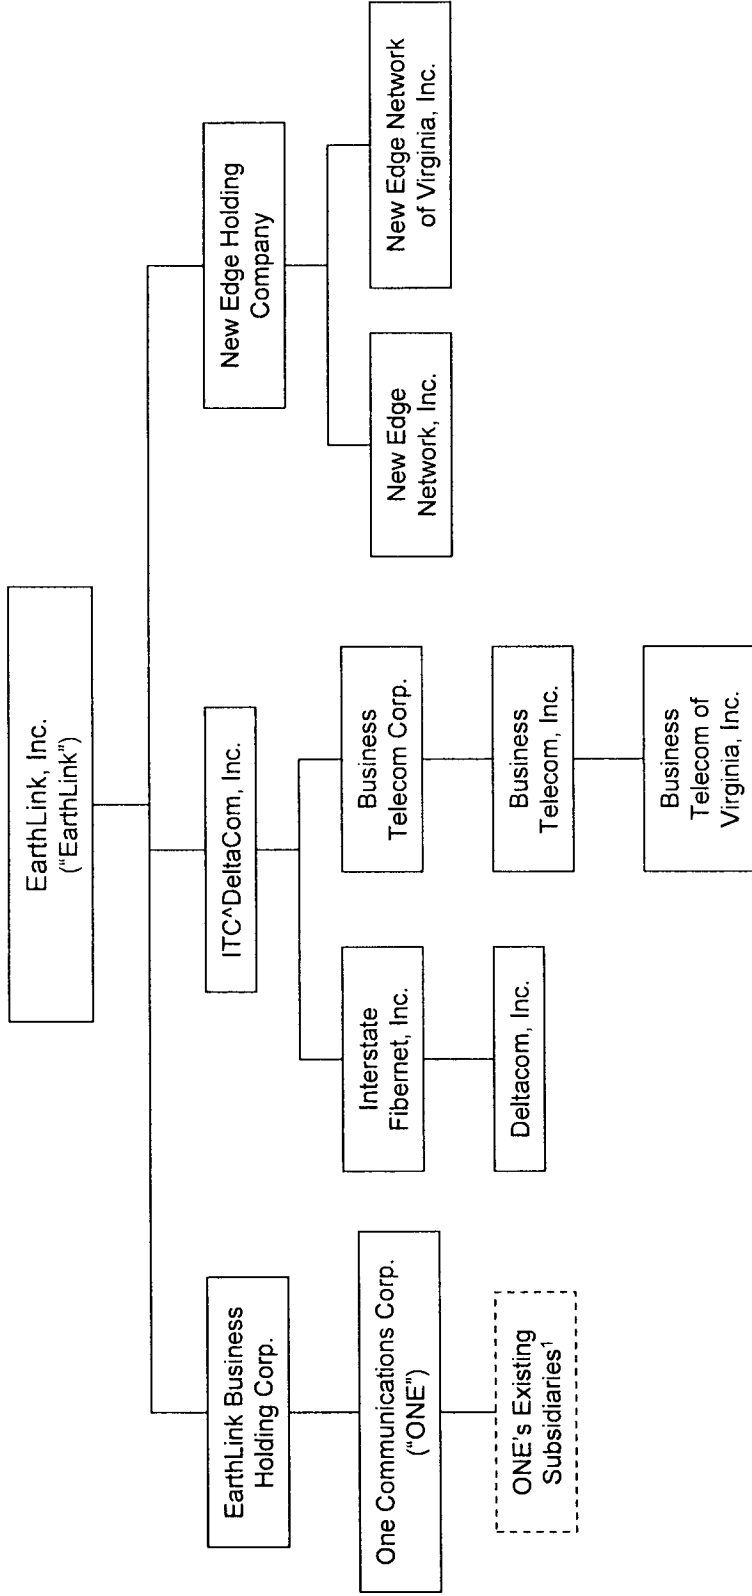 EarthLink, Inc.
("EarthLink")
EarthLink Business
Holding Corp.
ITC^DeltaCom, Inc.
New Edge Holding
Company
One Communications Corp.
("ONE")
Interstate
Fibernet, Inc.
Business
Telecom Corp.
New Edge
Network, Inc.
New Edge Network
of Virginia, Inc.
ONE's Existing
Subsidiaries¹
Deltacom, Inc.
Business
Telecom, Inc.
Business
Telecom of
Virginia, Inc.